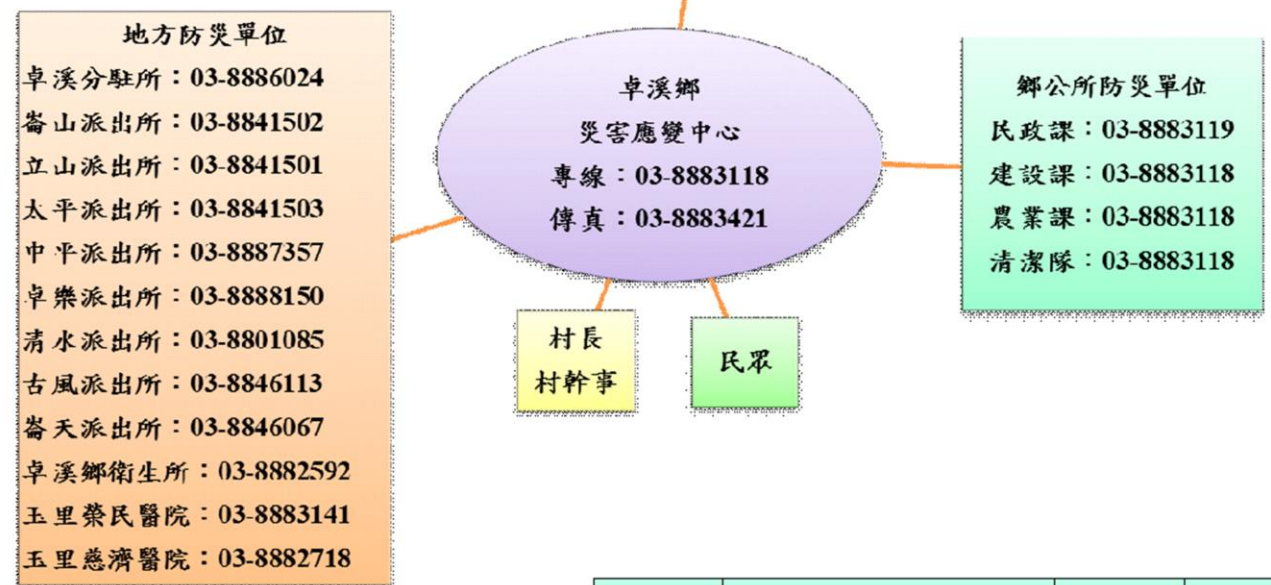 地方防災單位
卓溪分駐所：03-8886024
崙山派出所：03-8841502
立山派出所：03-8841501
太平派出所：03-8841503
中平派出所：03-8887357
卓樂派出所：03-8888150
清水派出所：03-8801085
古風派出所：03-8846113
崙天派出所：03-8846067
卓溪鄉衛生所：03-8882592
玉里榮民醫院：03-8883141
玉里慈濟醫院：03-8882718
卓溪鄉
災害應變中心
專線：03-8883118
傳真：03-8883421
村長
村幹事
民眾
鄉公所防災單位
民政課：03-8883119
建設課：03-8883118
農業課：03-8883118
清潔隊：03-8883118